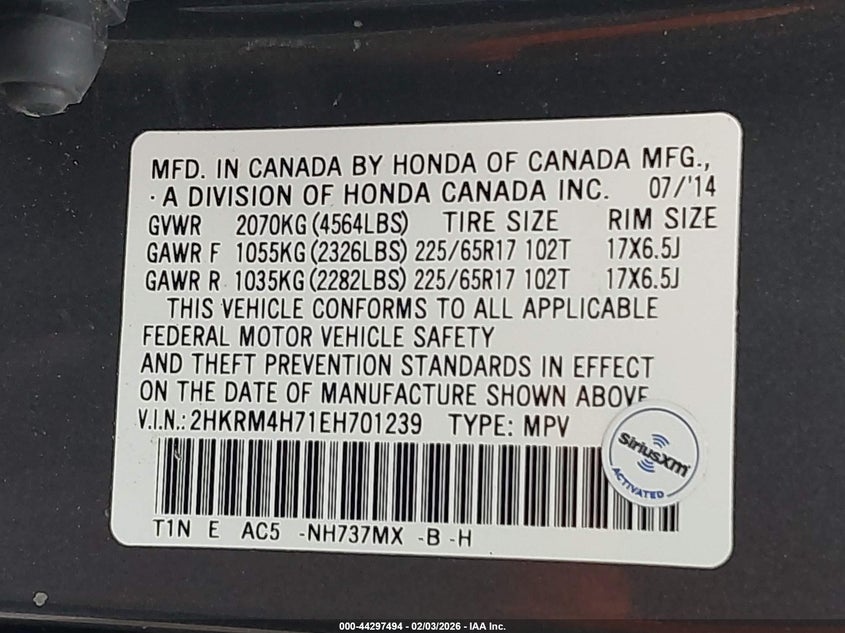 MFD. IN CANADA BY HONDA OF CANADA MFG.,
· A DIVISION OF HONDA CANADA INC. 07/'14
GVWR 2070KG (4564LBS) TIRE SIZE RIM SIZE
GAWR F 1055KG (2326LBS) 225/65R17 102T 17X6.5J
GAWR R 1035KG (2282LBS) 225/65R17 102T 17X6.5J
THIS VEHICLE CONFORMS TO ALL APPLICABLE
FEDERAL MOTOR VEHICLE SAFETY
AND THEFT PREVENTION STANDARDS IN EFFECT
ON THE DATE OF MANUFACTURE SHOWN ABOVE
V.I.N.: 2HKRM4H71EH701239 TYPE: MPV
siriusxm
ACTIVATED
T1N E AC5 -NH737MX -B -H
000-44297494 - 02/03/2026 - IAA Inc.